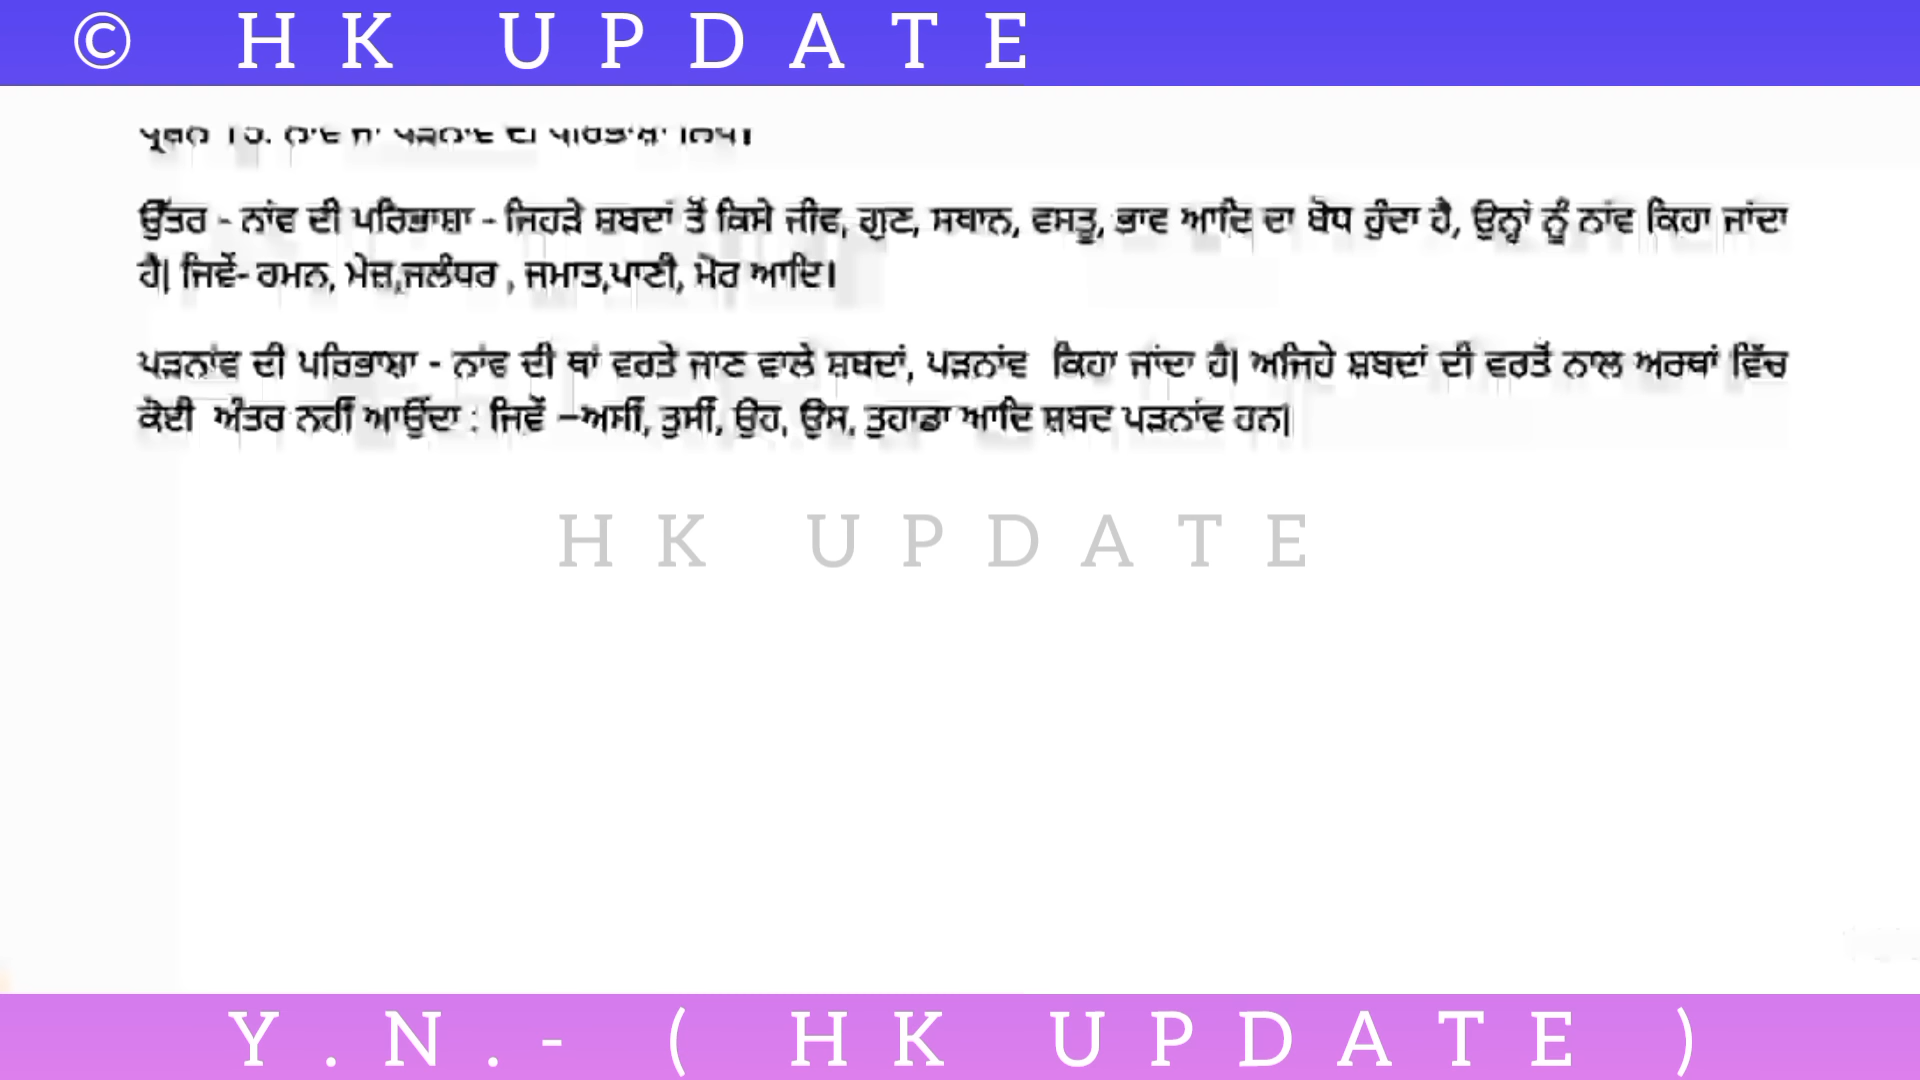 © HK UPDATE
ਉੱਤਰ - ਨਾਂਵ ਦੀ ਪਰਿਭਾਸ਼ਾ - ਜਿਹੜੇ ਸ਼ਬਦਾਂ ਤੋਂ ਕਿਸੇ ਜੀਵ, ਗੁਣ, ਸਥਾਨ, ਵਸਤੂ, ਭਾਵ ਆਦਿ ਦਾ ਬੋਧ ਹੁੰਦਾ ਹੈ, ਉਨ੍ਹਾਂ ਨੂੰ ਨਾਂਵ ਕਿਹਾ ਜਾਂਦਾ
ਹੈ| ਜਿਵੇਂ- ਰਮਨ, ਮੇਜ਼,ਜਲੰਧਰ , ਜਮਾਤ,ਪਾਣੀ, ਮੋਰ ਆਦਿ।
ਪੜਨਾਂਵ ਦੀ ਪਰਿਭਾਸ਼ਾ - ਨਾਂਵ ਦੀ ਥਾਂ ਵਰਤੇ ਜਾਣ ਵਾਲੇ ਸ਼ਬਦਾਂ, ਪੜਨਾਂਵ ਕਿਹਾ ਜਾਂਦਾ ਹੈ| ਅਜਿਹੇ ਸ਼ਬਦਾਂ ਦੀ ਵਰਤੋਂ ਨਾਲ ਅਰਥਾਂ ਵਿੱਚ
ਕੋਈ ਅੰਤਰ ਨਹੀਂ ਆਉਂਦਾ : ਜਿਵੇਂ –ਅਸੀਂ, ਤੁਸੀਂ, ਉਹ, ਉਸ, ਤੁਹਾਡਾ ਆਦਿ ਸ਼ਬਦ ਪੜਨਾਂਵ ਹਨ|
HK UPDATE
Y.N.- ( HK UPDATE )